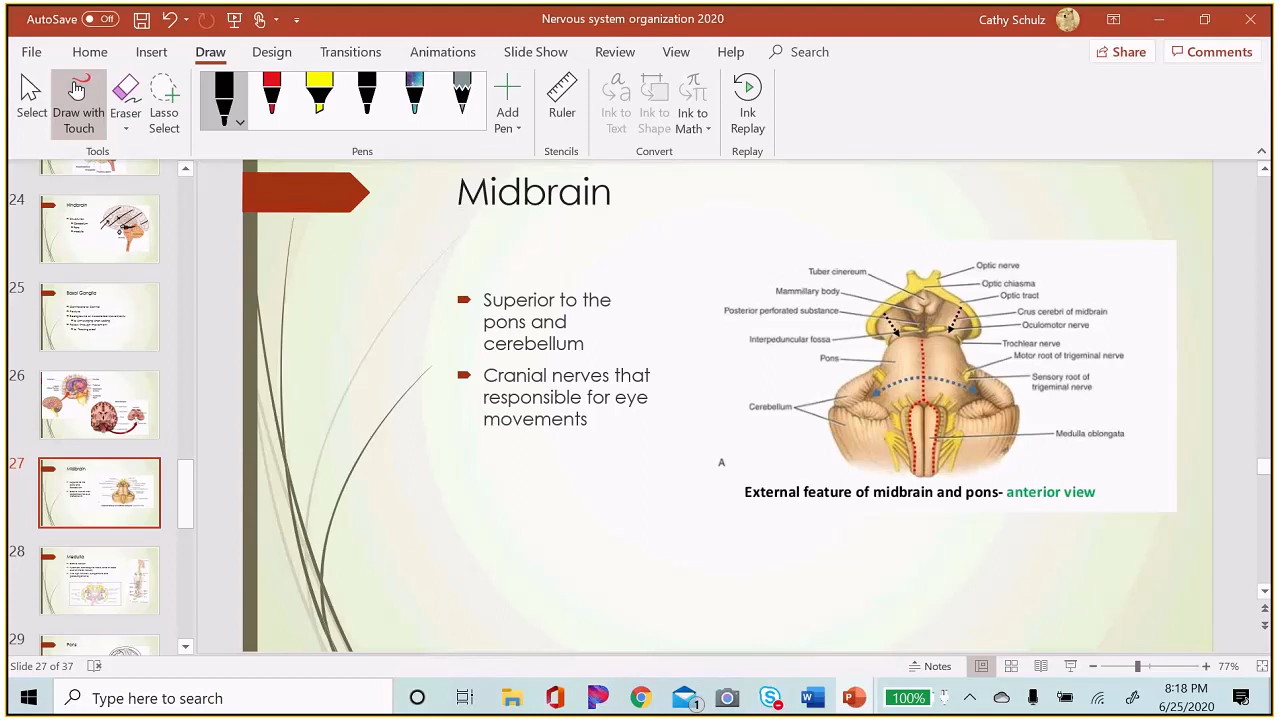 AutoSave Off
Nervous system organization 2020
Cathy Schulz
File Home Insert Draw Design Transitions Animations Slide Show Review View Help Search
Share Comments
Select
Draw with
Touch
Eraser
Lasso
Select
Add
Pen
Ruler
Ink to
Text
Ink to
Shape
Ink to
Math
Ink
Replay
Tools Pens Stencils Convert Replay
24
25
26
27
28
29
Midbrain
Superior to the
pons and
cerebellum
Cranial nerves that
responsible for eye
movements
Tuber cinereum
Mammillary body
Posterior perforated substance
Interpeduncular fossa
Pons
Cerebellum
Optic nerve
Optic chiasma
Optic tract
Crus cerebri of midbrain
Oculomotor nerve
Trochlear nerve
Motor root of trigeminal nerve
Sensory root of
trigeminal nerve
Medulla oblongata
A
External feature of midbrain and pons- anterior view
Slide 27 of 37
Notes
77%
Type here to search
1
100%
8:18 PM
6/25/2020